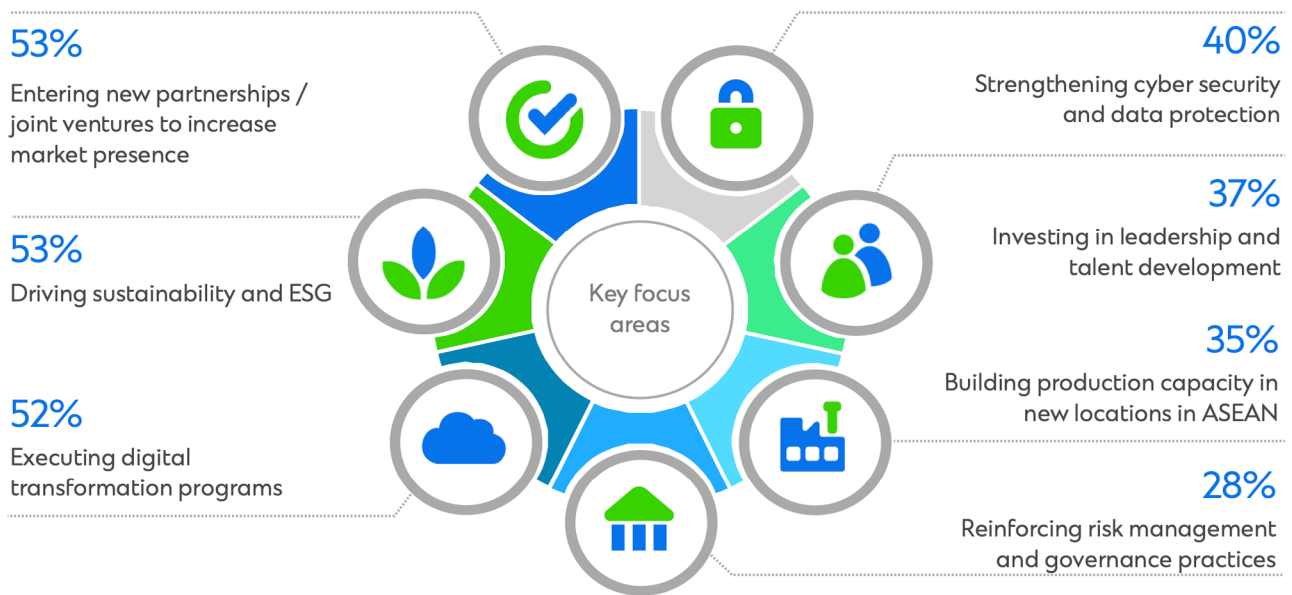 53%
Entering new partnerships /
joint ventures to increase
market presence
53%
Driving sustainability and ESG
52%
Executing digital
transformation programs
Key focus
areas
40%
Strengthening cyber security
and data protection
37%
Investing in leadership and
talent development
35%
Building production capacity in
new locations in ASEAN
28%
Reinforcing risk management
and governance practices